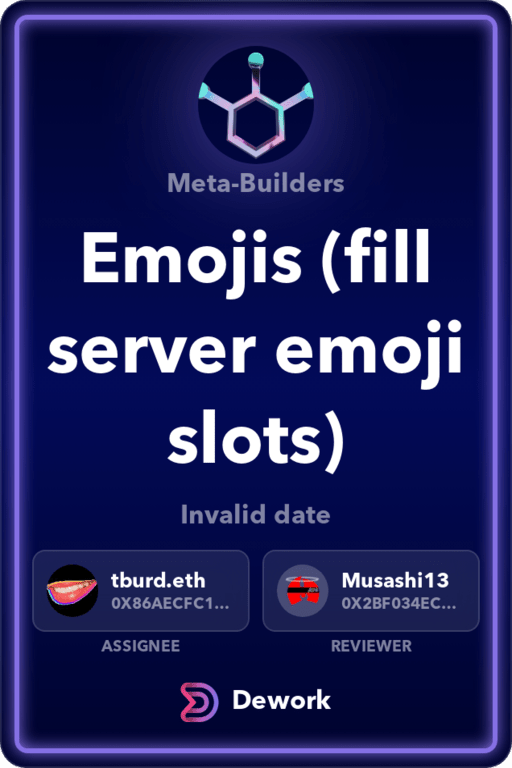 Meta-Builders
Emojis (fill
server emoji
slots)
Invalid date
tburd.eth
0X86AECFC1...
Musashi13
0X2BF034EC...
ASSIGNEE
REVIEWER
Dework